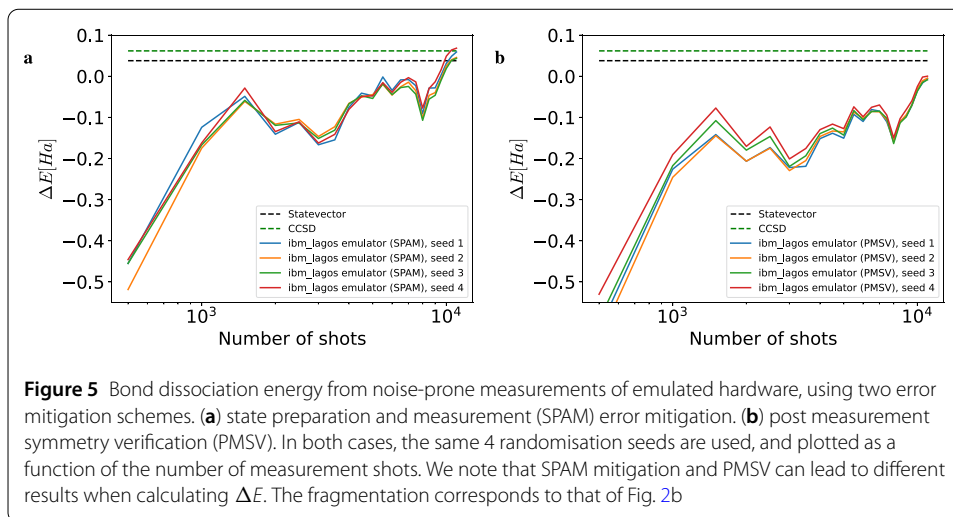 a
0.1
0.0
−0.1
−0.2
−0.3
−0.4
−0.5
ΔE[Ha]
Statevector
CCSD
ibm_lagos emulator (SPAM), seed 1
ibm_lagos emulator (SPAM), seed 2
ibm_lagos emulator (SPAM), seed 3
ibm_lagos emulator (SPAM), seed 4
10³
10⁴
Number of shots
b
0.1
0.0
−0.1
−0.2
−0.3
−0.4
−0.5
ΔE[Ha]
Statevector
CCSD
ibm_lagos emulator (PMSV), seed 1
ibm_lagos emulator (PMSV), seed 2
ibm_lagos emulator (PMSV), seed 3
ibm_lagos emulator (PMSV), seed 4
10³
10⁴
Number of shots
Figure 5 Bond dissociation energy from noise-prone measurements of emulated hardware, using two error
mitigation schemes. (a) state preparation and measurement (SPAM) error mitigation. (b) post measurement
symmetry verification (PMSV). In both cases, the same 4 randomisation seeds are used, and plotted as a
function of the number of measurement shots. We note that SPAM mitigation and PMSV can lead to different
results when calculating ΔE. The fragmentation corresponds to that of Fig. 2b